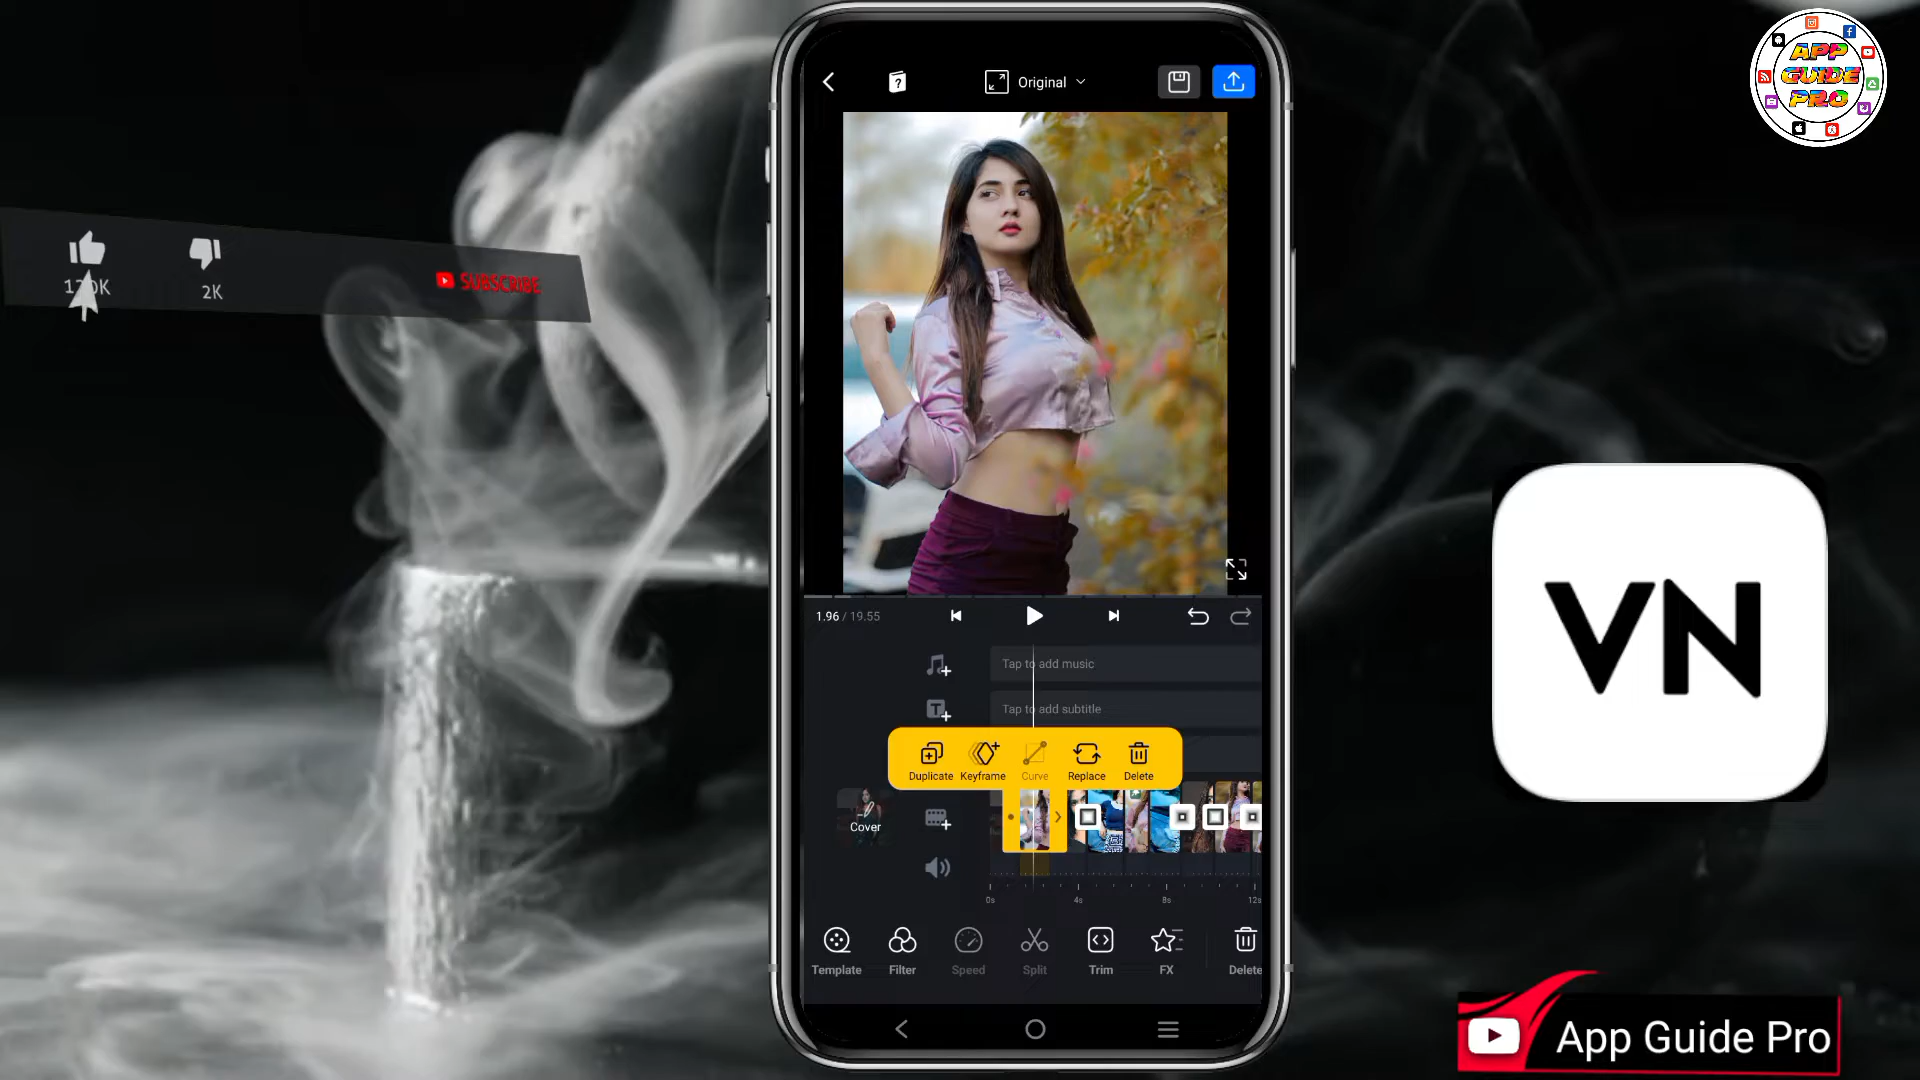 Original
APP
GUIDE
PRO
2K
SUBSCRIBE
1.96 / 19.55
Tap to add music
Tap to add subtitle
Duplicate Keyframe Curve Replace Delete
Cover
0s 4s 8s 12s
Template Filter Speed Split Trim FX Delete
VN
App Guide Pro